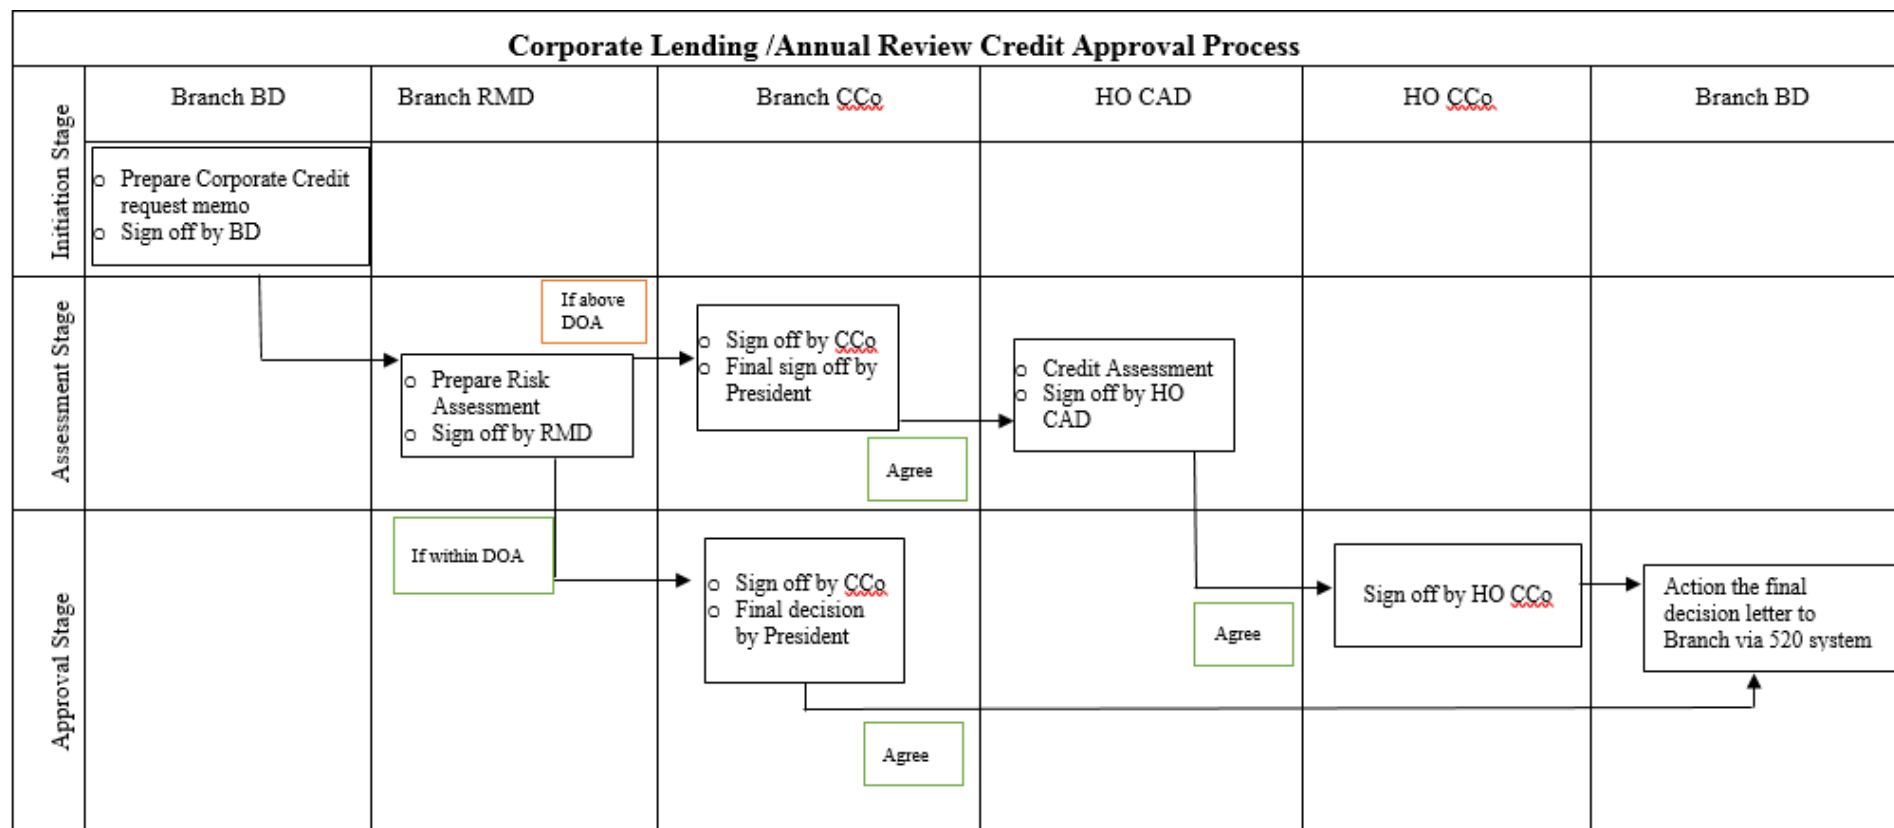 Corporate Lending /Annual Review Credit Approval Process
Branch BD
Branch RMD
Branch CCo
HO CAD
HO CCo
Branch BD
Initiation Stage
o Prepare Corporate Credit
request memo
o Sign off by BD
Assessment Stage
If above
DOA
o Prepare Risk
Assessment
o Sign off by RMD
o Sign off by CCo
o Final sign off by
President
Agree
o Credit Assessment
o Sign off by HO
CAD
Approval Stage
If within DOA
o Sign off by CCo
o Final decision
by President
Agree
Agree
Sign off by HO CCo
Action the final
decision letter to
Branch via 520 system